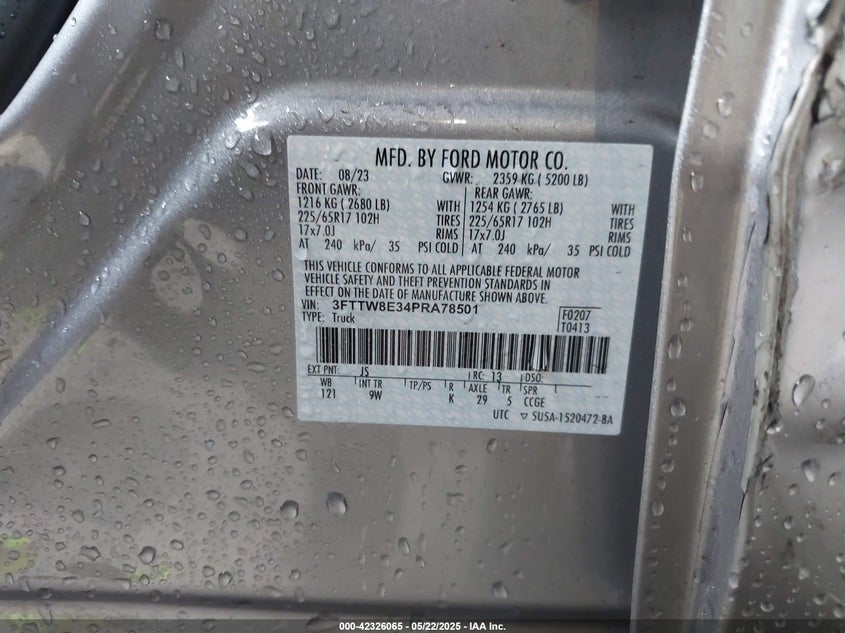 MFD. BY FORD MOTOR CO.
DATE: 08/23 GVWR: 2359 KG ( 5200 LB)
FRONT GAWR: REAR GAWR:
1216 KG ( 2680 LB) WITH 1254 KG ( 2765 LB) WITH
225/65R17 102H TIRES 225/65R17 102H TIRES
17x7.0J RIMS 17x7.0J RIMS
AT 240 kPa/ 35 PSI COLD AT 240 kPa/ 35 PSI COLD
THIS VEHICLE CONFORMS TO ALL APPLICABLE FEDERAL MOTOR
VEHICLE SAFETY AND THEFT PREVENTION STANDARDS IN
EFFECT ON THE DATE OF MANUFACTURE SHOWN ABOVE.
VIN: 3FTTW8E34PRA78501 F0207
TYPE: Truck T0413
EXT PNT: JS RC: 13 DSO:
WB INT TR TP/PS R AXLE TR SPR
121 9W K 29 5 CCGE
UTC ▽ 5U5A-1520472-BA
000-42326065 - 05/22/2025 - IAA Inc.